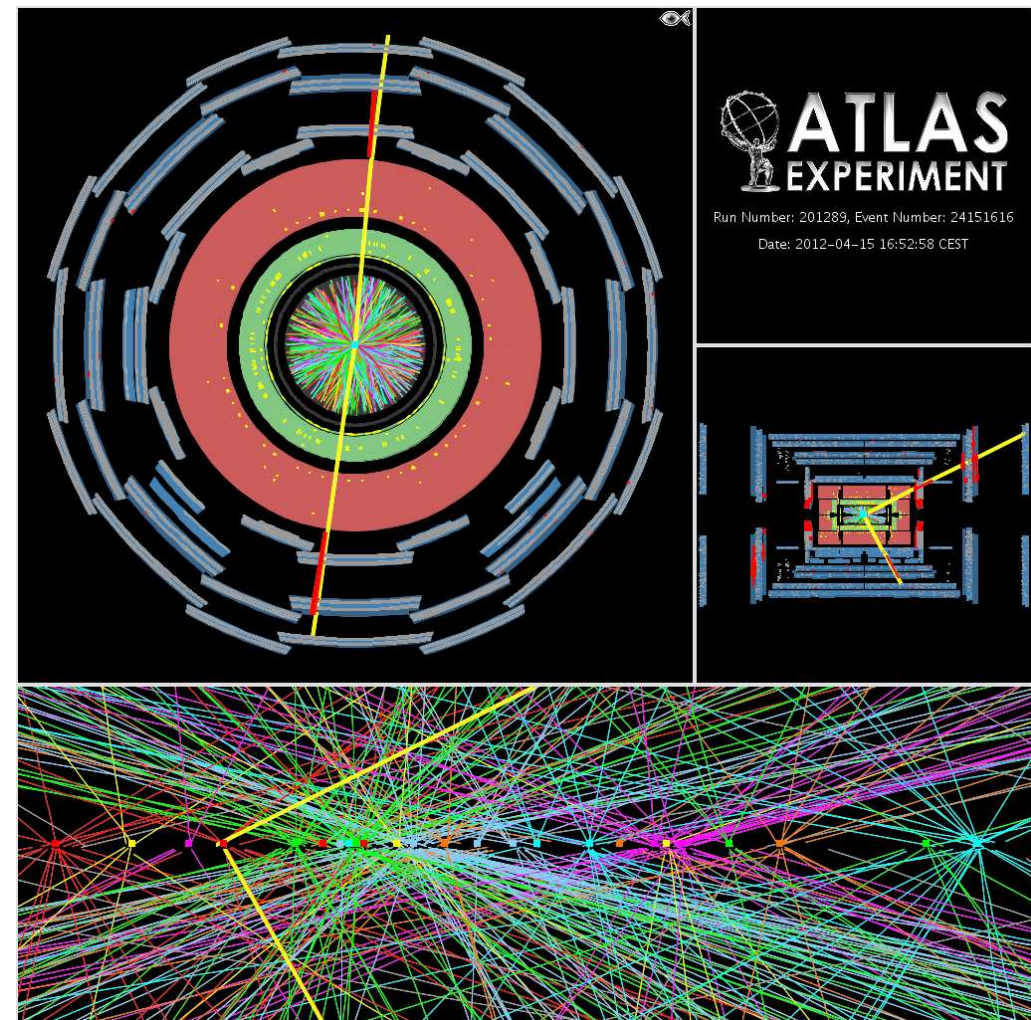 ATLAS
EXPERIMENT
Run Number: 201289, Event Number: 24151616
Date: 2012-04-15 16:52:58 CEST